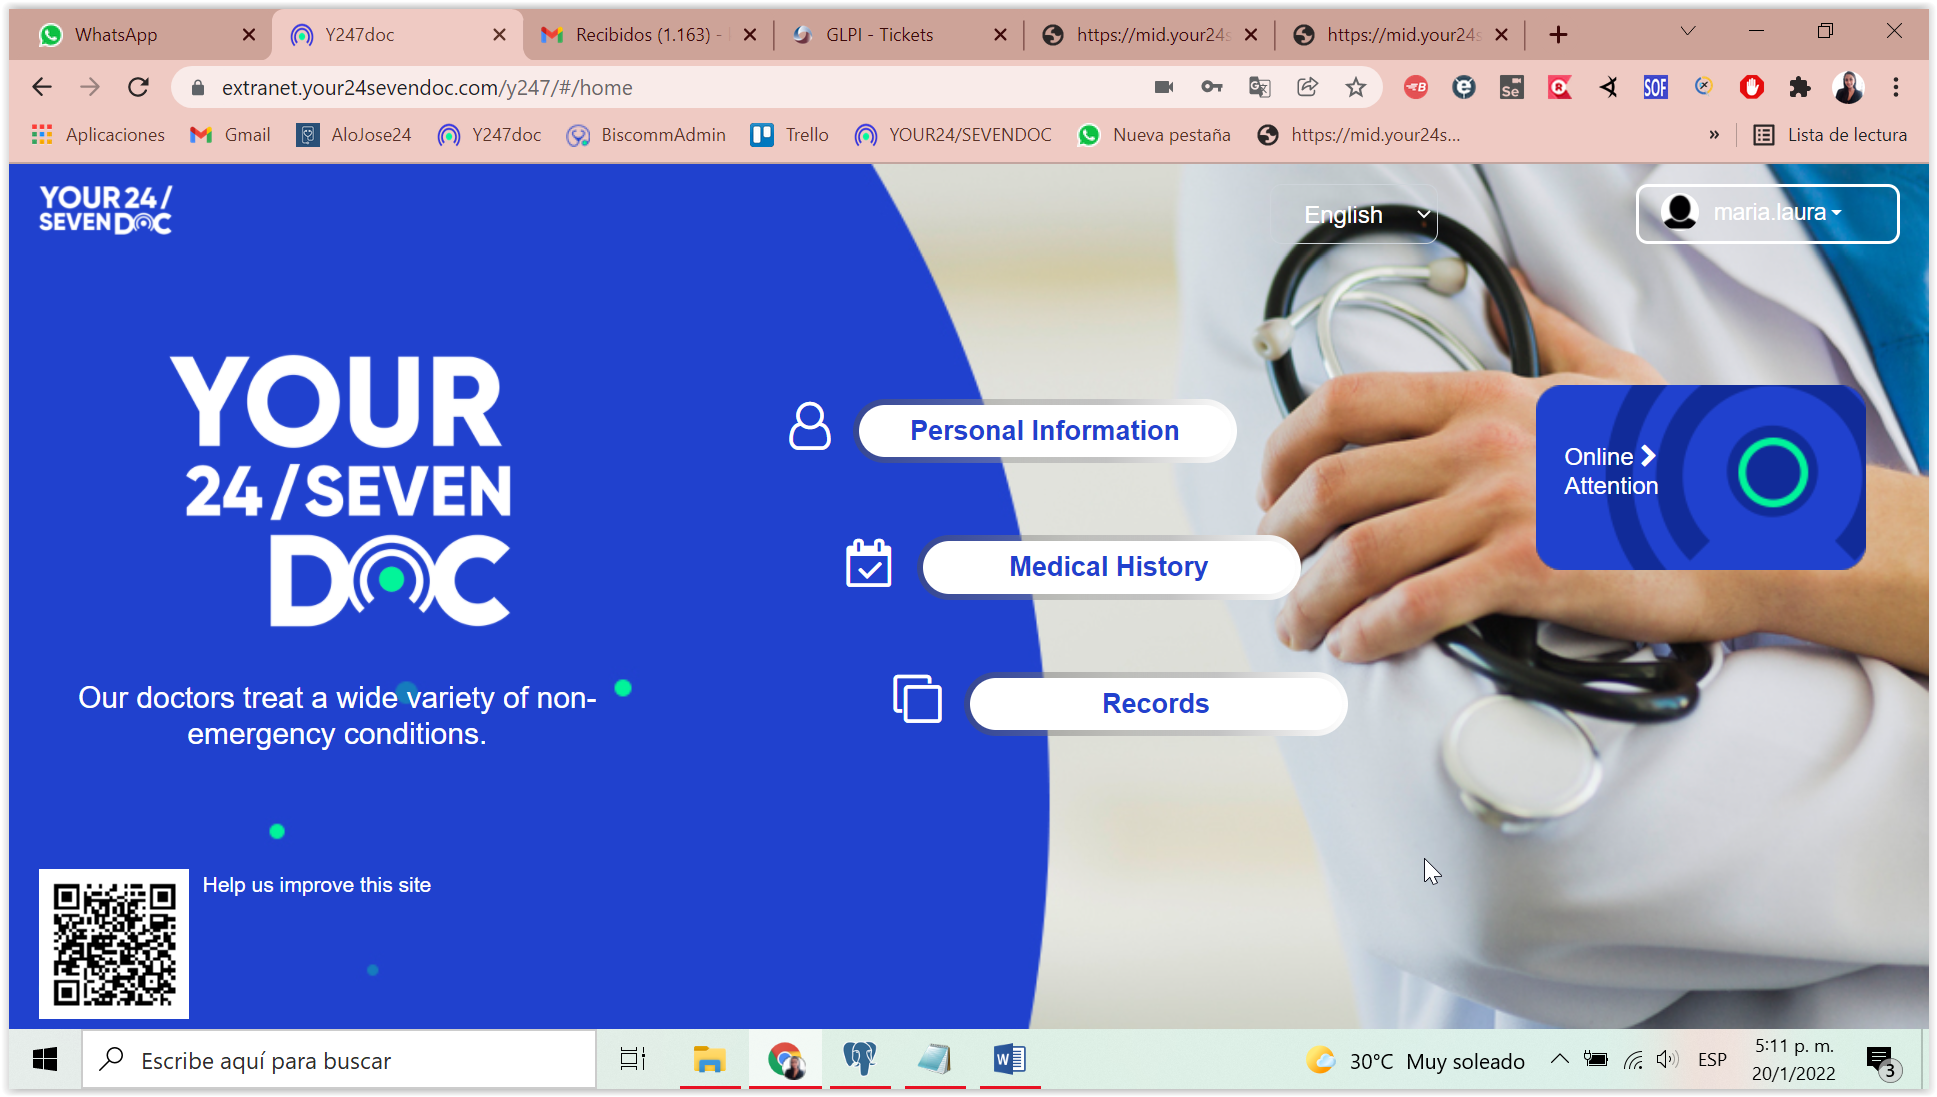 WhatsApp
Y247doc
Recibidos (1.163) -
GLPI - Tickets
https://mid.your24s
https://mid.your24s
extranet.your24sevendoc.com/y247/#/home
Se
SOF
Aplicaciones
Gmail
AloJose24
Y247doc
BiscommAdmin
Trello
YOUR24/SEVENDOC
Nueva pestaña
https://mid.your24s...
»
Lista de lectura
YOUR 24 /
SEVEN DOC
English
maria.laura
YOUR
24 / SEVEN
DOC
Personal Information
Online
Attention
Medical History
Records
Our doctors treat a wide variety of non-
emergency conditions.
Help us improve this site
Escribe aquí para buscar
W
30°C Muy soleado
ESP
5:11 p. m.
20/1/2022
3